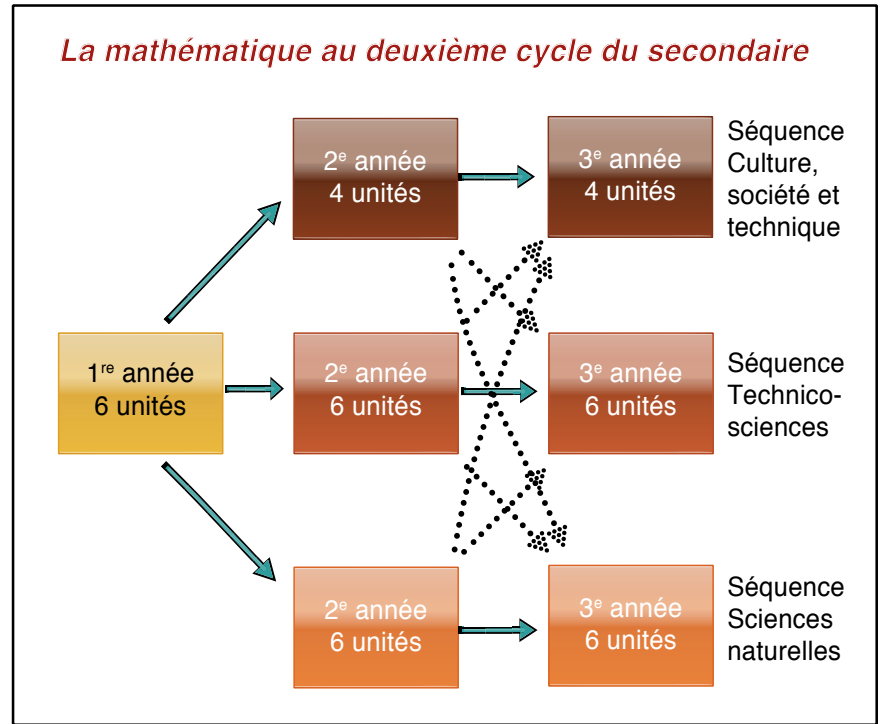 La mathématique au deuxième cycle du secondaire
2e année
4 unités
3e année
4 unités
Séquence
Culture,
société et
technique
1re année
6 unités
2e année
6 unités
3e année
6 unités
Séquence
Technico-
sciences
2e année
6 unités
3e année
6 unités
Séquence
Sciences
naturelles